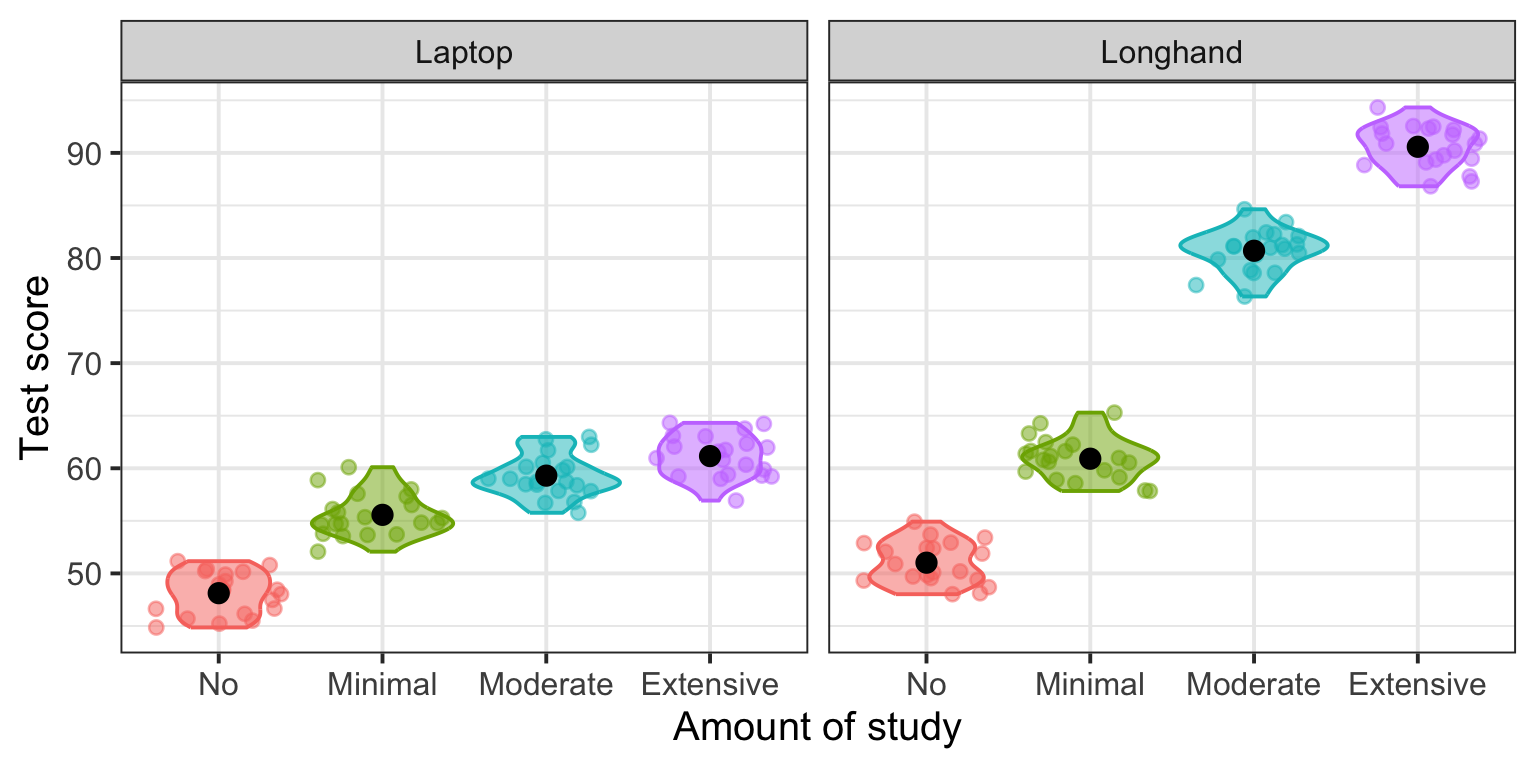 Laptop
Longhand
Test score
90
80
70
60
50
No Minimal Moderate Extensive
No Minimal Moderate Extensive
Amount of study